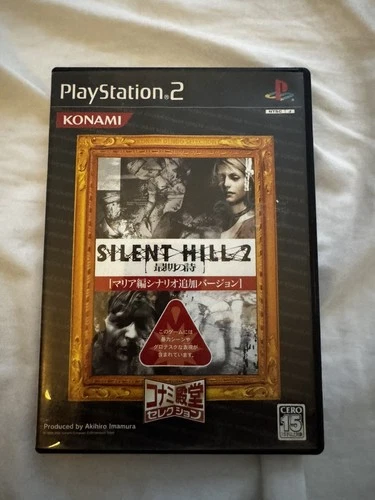 PlayStation®2
NTSC J
KONAMI
SILENT HILL 2
[最期の詩]
[マリア編シナリオ追加バージョン]
このゲームには
暴力シーンや
グロテスクな表現が
含まれています。
コナミ殿堂
セレクション
Produced by Akihiro Imamura
CERO
15